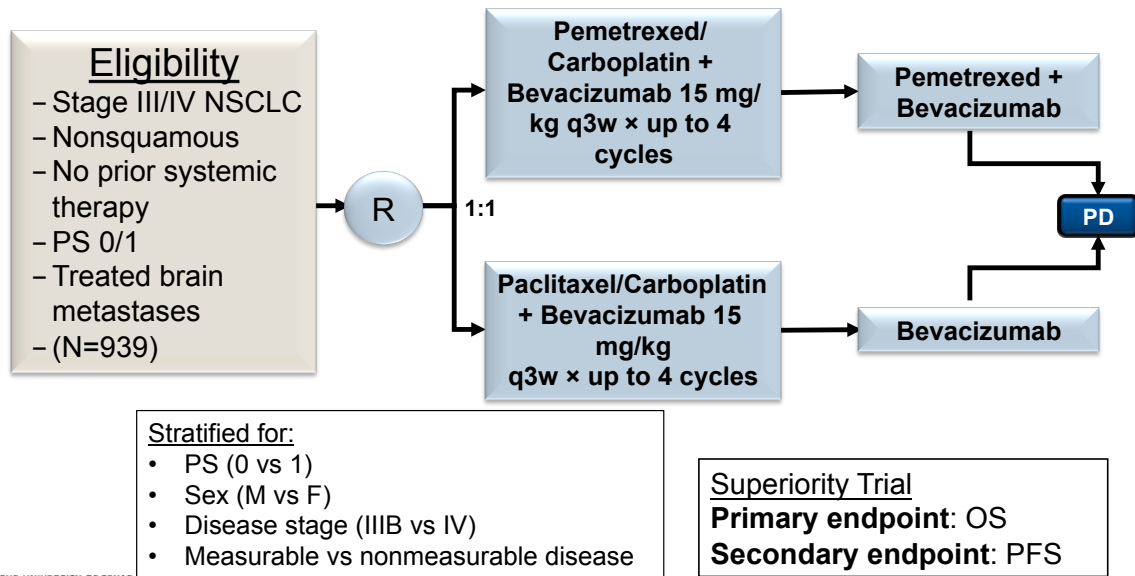 Eligibility
– Stage III/IV NSCLC
– Nonsquamous
– No prior systemic
therapy
– PS 0/1
– Treated brain
metastases
– (N=939)
R
1:1
Pemetrexed/
Carboplatin +
Bevacizumab 15 mg/
kg q3w × up to 4
cycles
Pemetrexed +
Bevacizumab
Paclitaxel/Carboplatin
+ Bevacizumab 15
mg/kg
q3w × up to 4 cycles
Bevacizumab
PD
Stratified for:
• PS (0 vs 1)
• Sex (M vs F)
• Disease stage (IIIB vs IV)
• Measurable vs nonmeasurable disease
Superiority Trial
Primary endpoint: OS
Secondary endpoint: PFS